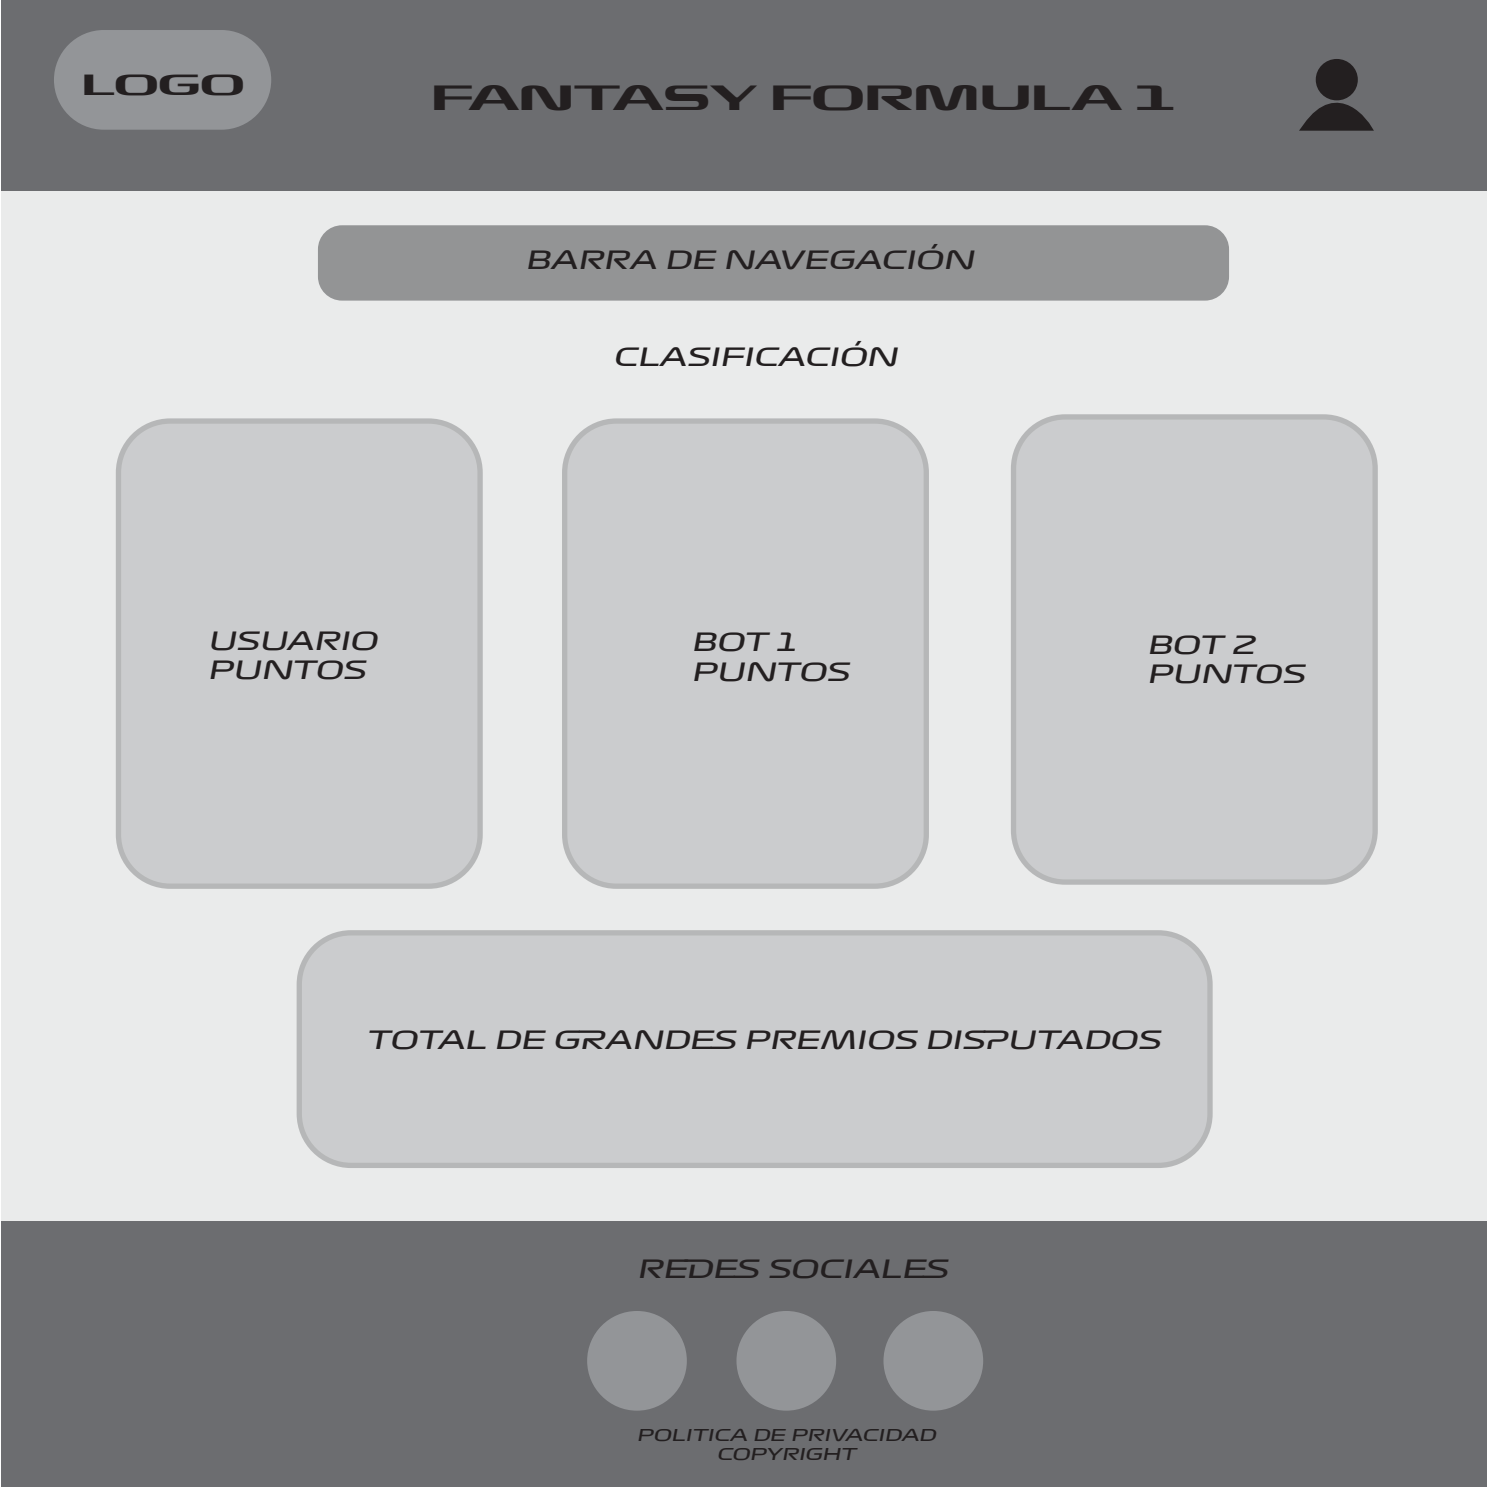 LOGO
FANTASY FORMULA 1
BARRA DE NAVEGACIÓN
CLASIFICACIÓN
USUARIO
PUNTOS
BOT 1
PUNTOS
BOT 2
PUNTOS
TOTAL DE GRANDES PREMIOS DISPUTADOS
REDES SOCIALES
POLITICA DE PRIVACIDAD
COPYRIGHT